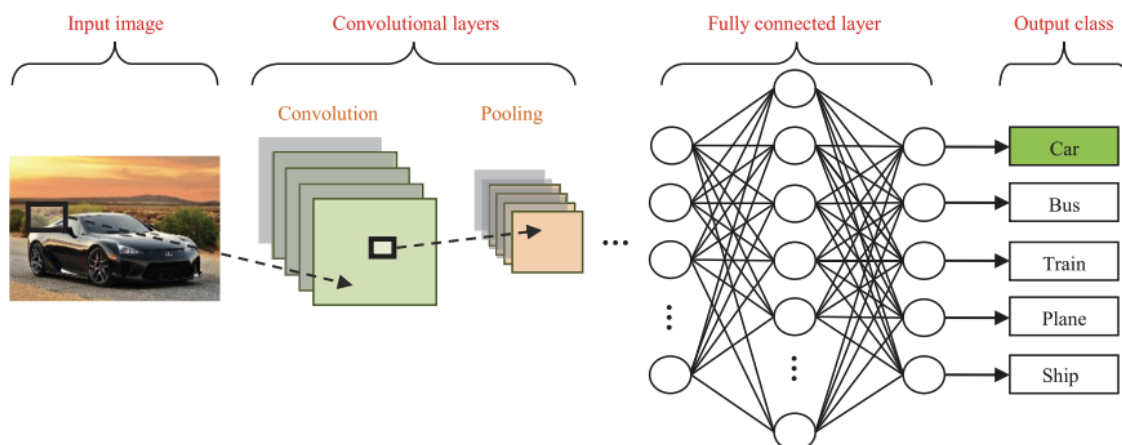 Input image
Convolutional layers
Fully connected layer
Output class
Convolution
Pooling
Car
Bus
Train
Plane
Ship